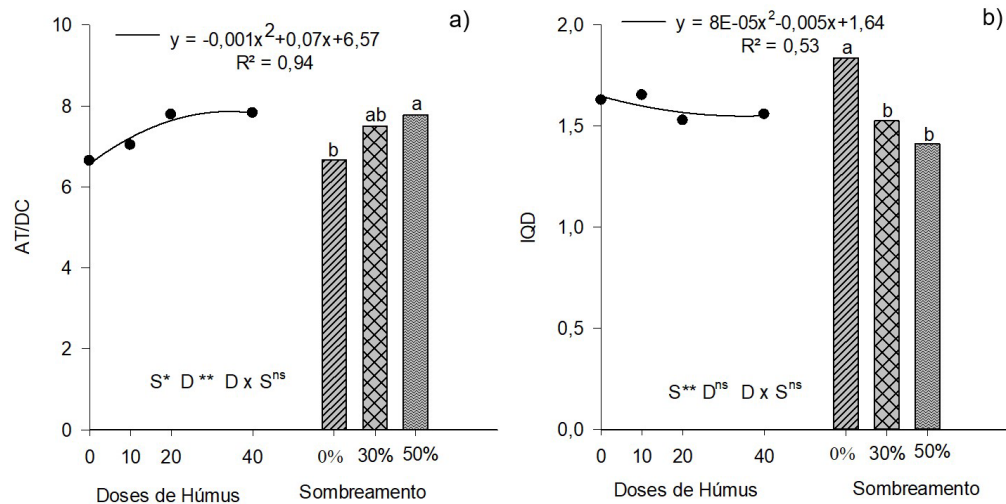 a)
y = -0,001x²+0,07x+6,57
R² = 0,94
10
8
6
4
2
0
AT/DC
b
ab
a
S* D ** D x Sⁿˢ
0 10 20 40 0% 30% 50%
Doses de Húmus Sombreamento
b)
y = 8E-05x²-0,005x+1,64
R² = 0,53
2,0
1,5
1,0
0,5
0,0
IQD
a
b
b
S** Dⁿˢ D x Sⁿˢ
0 10 20 40 0% 30% 50%
Doses de Húmus Sombreamento